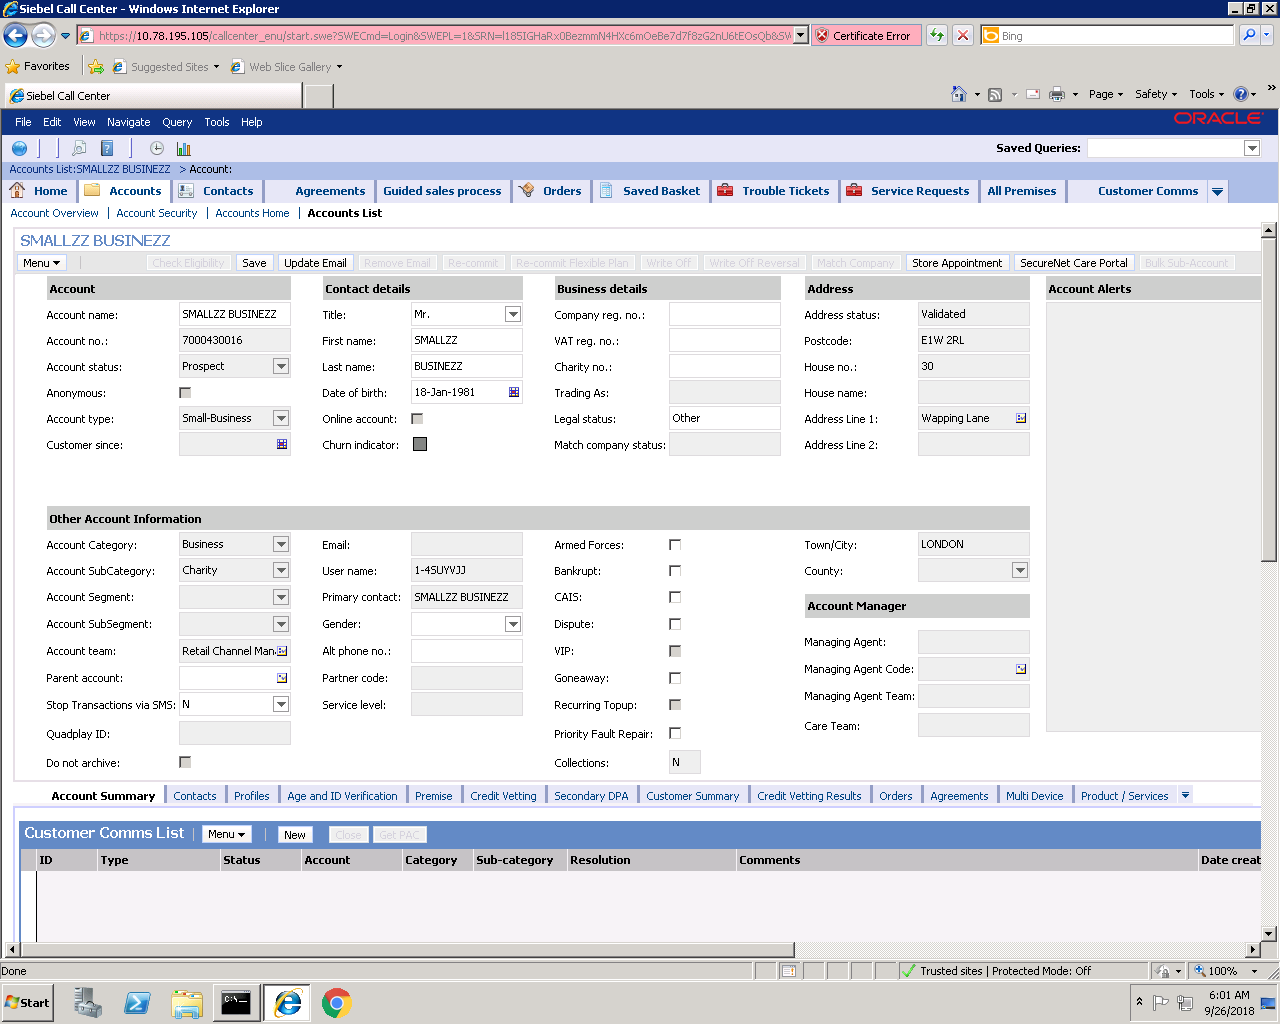 Siebel Call Center - Windows Internet Explorer
https://10.78.195.105/callcenter_enu/start.swe?SWECmd=Login&SWEPL=1&SRN= Certificate Error Bing
Favorites Suggested Sites Web Slice Gallery
Siebel Call Center Page Safety Tools »
File Edit View Navigate Query Tools Help ORACLE
Saved Queries:
Accounts List:SMALLZZ BUSINEZZ > Account:
Home Accounts Contacts Agreements Guided sales process Orders Saved Basket Trouble Tickets Service Requests All Premises Customer Comms
Account Overview Account Security Accounts Home Accounts List
SMALLZZ BUSINEZZ
Menu Check Eligibility Save Update Email Remove Email Re-commit Re-commit Flexible Plan Write Off Write Off Reversal Match Company Store Appointment SecureNet Care Portal Bulk Sub-Account
Account Contact details Business details Address Account Alerts
Account name: SMALLZZ BUSINEZZ Title: Mr. Company reg. no.: Address status: Validated
Account no.: 7000430016 First name: SMALLZZ VAT reg. no.: Postcode: E1W 2RL
Account status: Prospect Last name: BUSINEZZ Charity no.: House no.: 30
Anonymous: Date of birth: 18-Jan-1981 Trading As: House name:
Account type: Small-Business Online account: Legal status: Other Address Line 1: Wapping Lane
Customer since: Churn indicator: Match company status: Address Line 2:
Other Account Information
Account Category: Business Email: Armed Forces: Town/City: LONDON
Account SubCategory: Charity User name: 1-4SUYVJJ Bankrupt: County:
Account Segment: Primary contact: SMALLZZ BUSINEZZ CAIS: Account Manager
Account SubSegment: Gender: Dispute:
Account team: Retail Channel Man Alt phone no.: VIP: Managing Agent:
Parent account: Partner code: Goneaway: Managing Agent Code:
Stop Transactions via SMS: N Service level: Recurring Topup: Managing Agent Team:
Quadplay ID: Priority Fault Repair: Care Team:
Do not archive: Collections: N
Account Summary Contacts Profiles Age and ID Verification Premise Credit Vetting Secondary DPA Customer Summary Credit Vetting Results Orders Agreements Multi Device Product / Services
Customer Comms List Menu New Close Get PAC
ID Type Status Account Category Sub-category Resolution Comments Date creat
Done Trusted sites | Protected Mode: Off 100%
Start C:\ 6:01 AM
9/26/2018